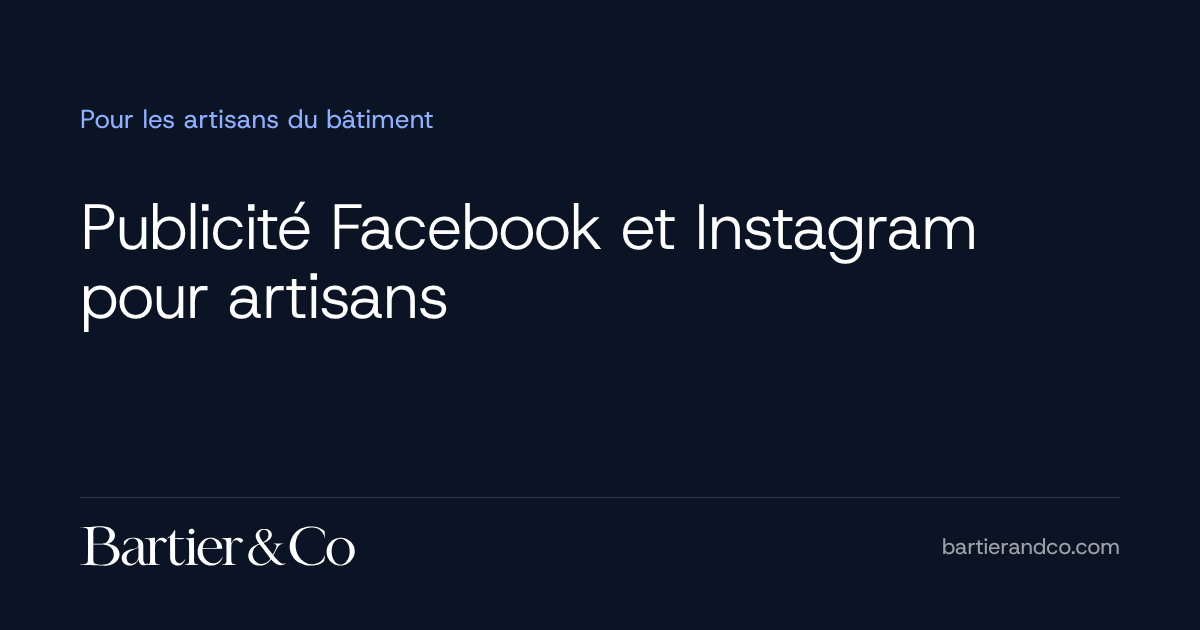 Pour les artisans du bâtiment
Publicité Facebook et Instagram
pour artisans
Bartier & Co
bartierandco.com